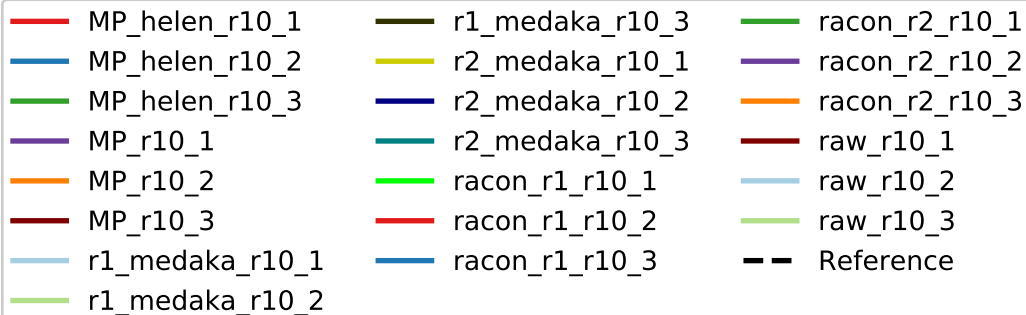 MP_helen_r10_1
MP_helen_r10_2
MP_helen_r10_3
MP_r10_1
MP_r10_2
MP_r10_3
r1_medaka_r10_1
r1_medaka_r10_2
r1_medaka_r10_3
r2_medaka_r10_1
r2_medaka_r10_2
r2_medaka_r10_3
racon_r1_r10_1
racon_r1_r10_2
racon_r1_r10_3
racon_r2_r10_1
racon_r2_r10_2
racon_r2_r10_3
raw_r10_1
raw_r10_2
raw_r10_3
Reference